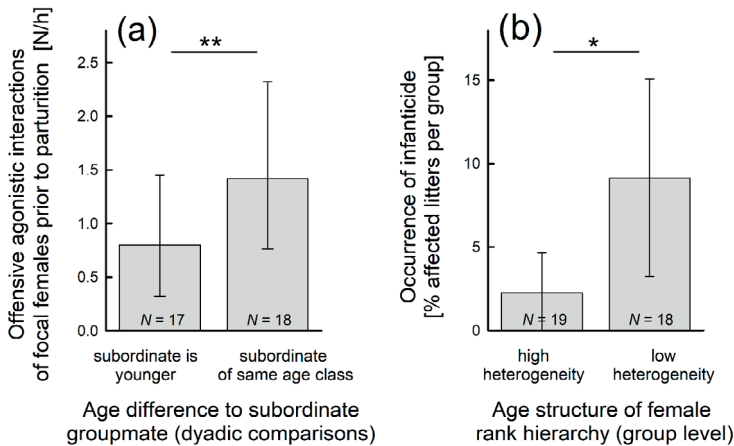 (a)
**
Offensive agonistic interactions
of focal females prior to parturition [N/h]
2.5
2.0
1.5
1.0
0.5
0.0
N = 17
N = 18
subordinate is
younger
subordinate
of same age class
Age difference to subordinate
groupmate (dyadic comparisons)
(b)
*
Occurrence of infanticide
[% affected litters per group]
15
10
5
0
N = 19
N = 18
high
heterogeneity
low
heterogeneity
Age structure of female
rank hierarchy (group level)